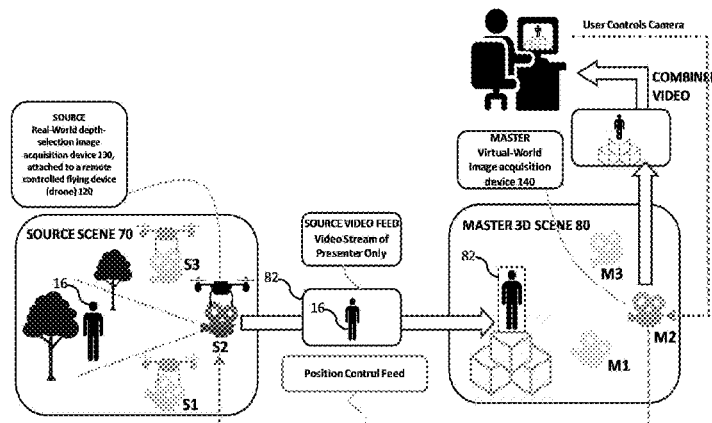 User Controls Camera
COMBINE
VIDEO
SOURCE
Real-World depth-
selection image
acquisition device 130,
attached to a remote
controlled flying device
(drone) 120
MASTER
Virtual-World
image acquisition
device 140
SOURCE SCENE 70
S3
16
S2
S1
SOURCE VIDEO FEED
Video Stream of
Presenter Only
82
16
Position Control Feed
MASTER 3D SCENE 80
82
M3
M2
M1